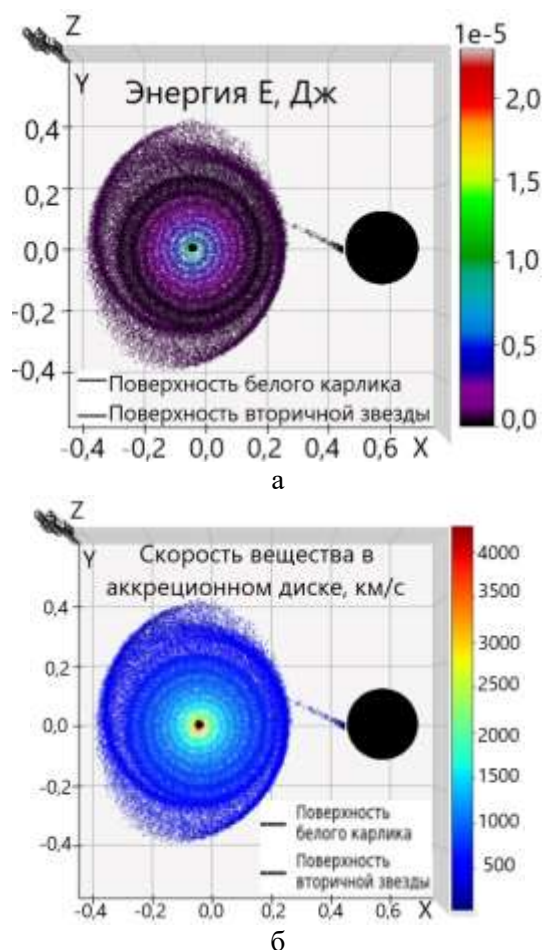 Z
1e-5
Y
Энергия E, Дж
2,0
0,4
1,5
0,2
0,0
1,0
-0,2
0,5
-0,4
Поверхность белого карлика
Поверхность вторичной звезды
0,0
-0,4 -0,2 0,0 0,2 0,4 0,6 X
а
Z
Y
Скорость вещества в
аккреционном диске, км/с
4000
3500
0,4
3000
0,2
2500
0,0
2000
1500
-0,2
1000
-0,4
500
Поверхность
белого карлика
Поверхность
вторичной звезды
-0,4 -0,2 0,0 0,2 0,4 0,6 X
б